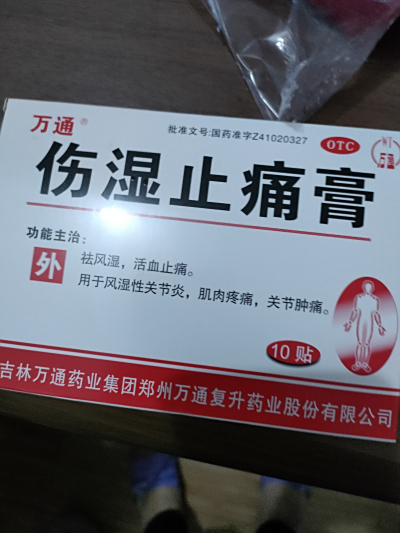 万通®
批准文号:国药准字Z41020327
OTC
万通
伤湿止痛膏
功能主治:
外
祛风湿,活血止痛。
用于风湿性关节炎,肌肉疼痛,关节肿痛。
10贴
吉林万通药业集团郑州万通复升药业股份有限公司